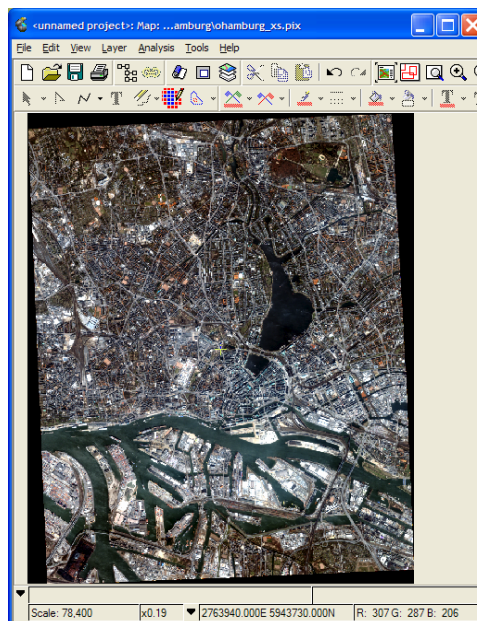 <unnamed project>: Map: ...amburg\ohamburg_xs.pix
File Edit View Layer Analysis Tools Help
T T
Scale: 78,400 x0.19 2763940.000E 5943730.000N R: 307 G: 287 B: 206